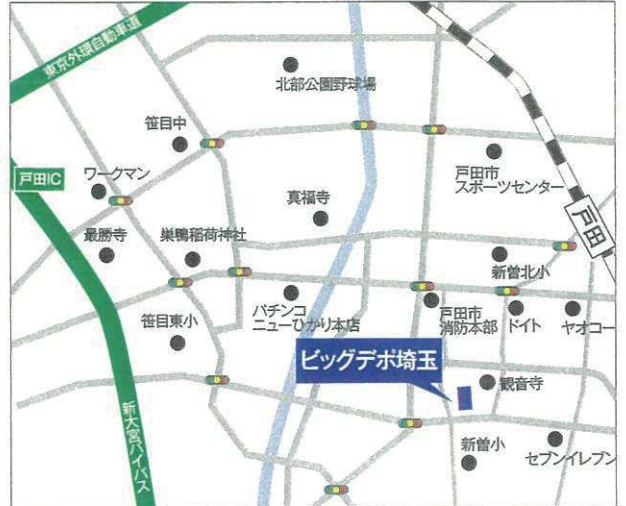 東京外環自動車道
北部公園野球場
笹目中
戸田IC
ワークマン
戸田市
スポーツセンター
戸田
真福寺
最勝寺
巣鴨稲荷神社
新曽北小
パチンコ
ニューひかり本店
戸田市
消防本部
ドイト
ヤオコー
笹目東小
ビッグデポ埼玉
観音寺
新大宮バイパス
新曽小
セブンイレブン